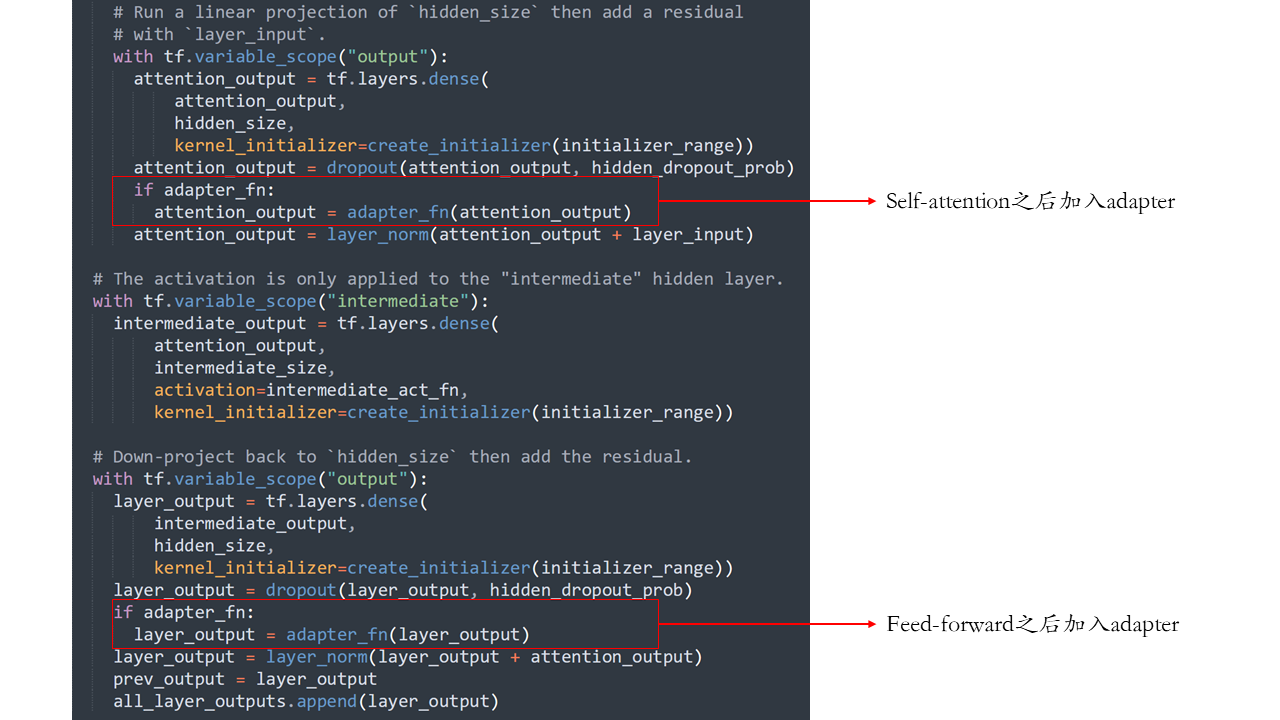 # Run a linear projection of `hidden_size` then add a residual
# with `layer_input`.
with tf.variable_scope("output"):
attention_output = tf.layers.dense(
attention_output,
hidden_size,
kernel_initializer=create_initializer(initializer_range))
attention_output = dropout(attention_output, hidden_dropout_prob)
if adapter_fn:
attention_output = adapter_fn(attention_output)
Self-attention之后加入adapter
attention_output = layer_norm(attention_output + layer_input)
# The activation is only applied to the "intermediate" hidden layer.
with tf.variable_scope("intermediate"):
intermediate_output = tf.layers.dense(
attention_output,
intermediate_size,
activation=intermediate_act_fn,
kernel_initializer=create_initializer(initializer_range))
# Down-project back to `hidden_size` then add the residual.
with tf.variable_scope("output"):
layer_output = tf.layers.dense(
intermediate_output,
hidden_size,
kernel_initializer=create_initializer(initializer_range))
layer_output = dropout(layer_output, hidden_dropout_prob)
if adapter_fn:
layer_output = adapter_fn(layer_output)
Feed-forward之后加入adapter
layer_output = layer_norm(layer_output + attention_output)
prev_output = layer_output
all_layer_outputs.append(layer_output)